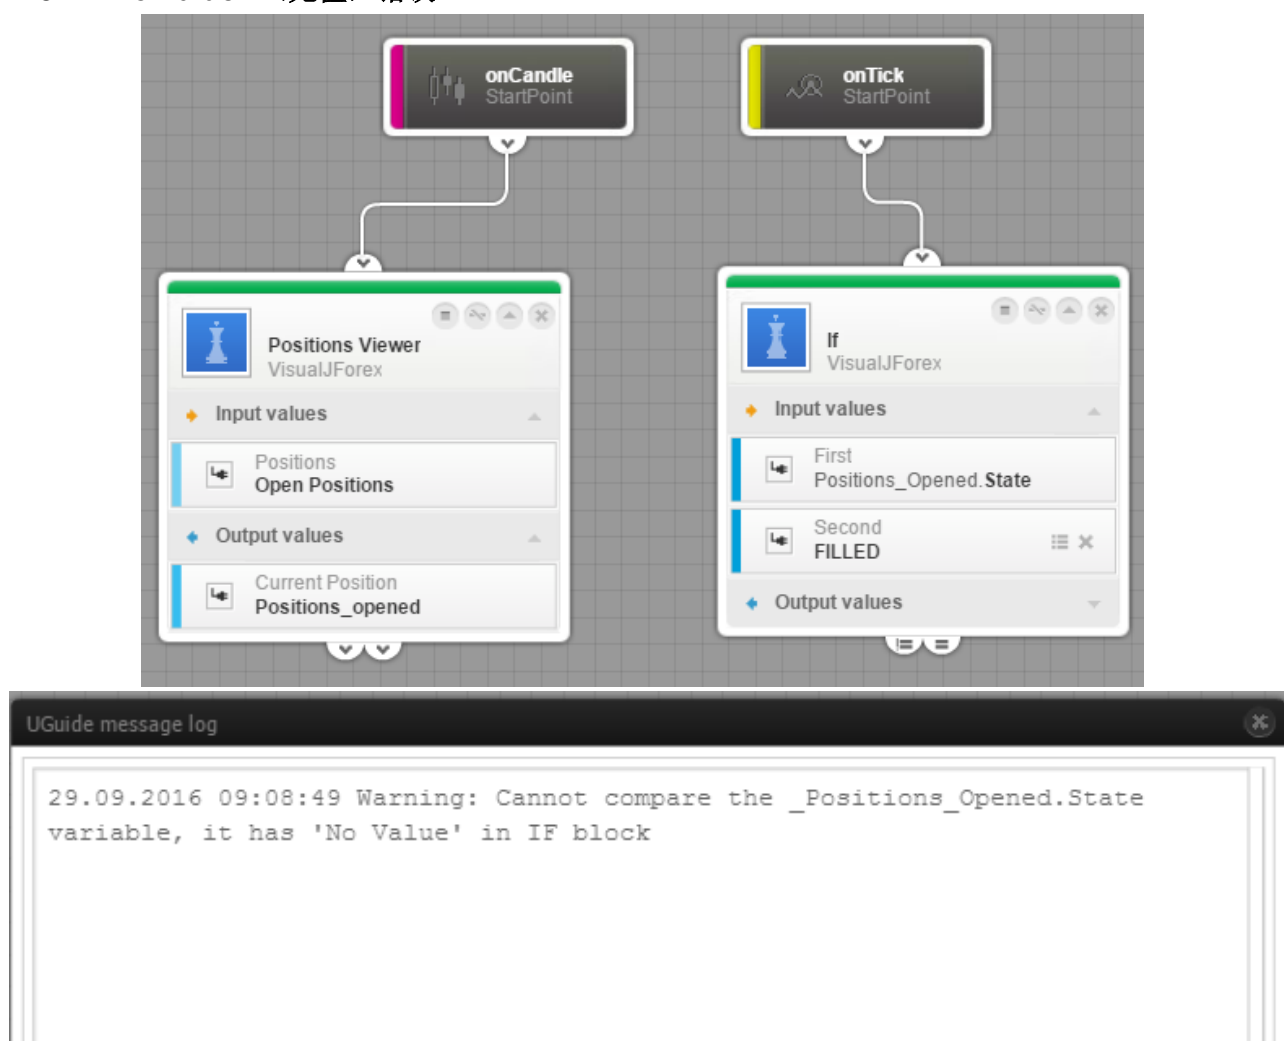 onCandle
StartPoint
onTick
StartPoint
Positions Viewer
VisualJForex
Input values
Positions
Open Positions
Output values
Current Position
Positions_opened
If
VisualJForex
Input values
First
Positions_Opened.State
Second
FILLED
Output values
UGuide message log
29.09.2016 09:08:49 Warning: Cannot compare the _Positions_Opened.State
variable, it has 'No Value' in IF block